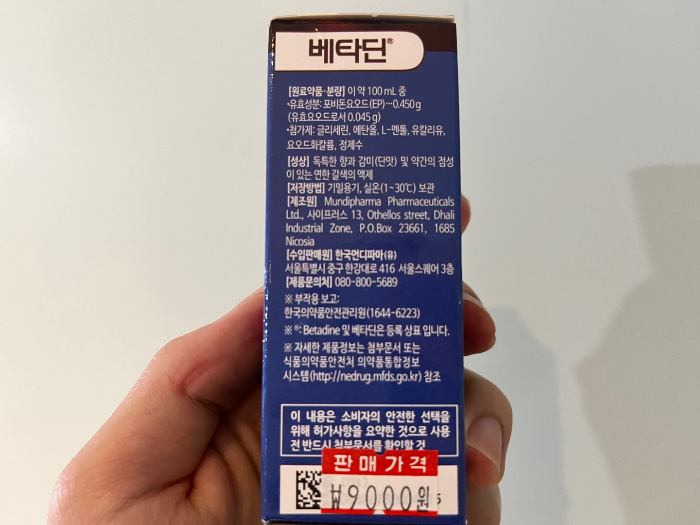 베타딘®
[원료약품·분량] 이 약 100 mL 중
·유효성분: 포비돈요오드(EP)···0.450 g
(유효요오드로서 0.045 g)
·첨가제: 글리세린, 에탄올, L-멘톨, 유칼리유,
요오드화칼륨, 정제수
[성상] 독특한 향과 감미(단맛) 및 약간의 점성
이 있는 연한 갈색의 액제
[저장방법] 기밀용기, 실온(1~30℃) 보관
[제조원] Mundipharma Pharmaceuticals
Ltd., 사이프러스 13, Othellos street, Dhali
Industrial Zone, P.O.Box 23661, 1685
Nicosia
[수입판매원] 한국먼디파마(유)
서울특별시 중구 한강대로 416 서울스퀘어 3층
[제품문의처] 080-800-5689
※ 부작용 보고:
한국의약품안전관리원(1644-6223)
※ ®: Betadine 및 베타딘은 등록 상표 입니다.
※ 자세한 제품정보는 첨부문서 또는
식품의약품안전처 의약품통합정보
시스템(http://nedrug.mfds.go.kr) 참조
이 내용은 소비자의 안전한 선택을
위해 허가사항을 요약한 것으로 사용
전 반드시 첨부문서를 확인할 것
판매가격
₩9000원
5